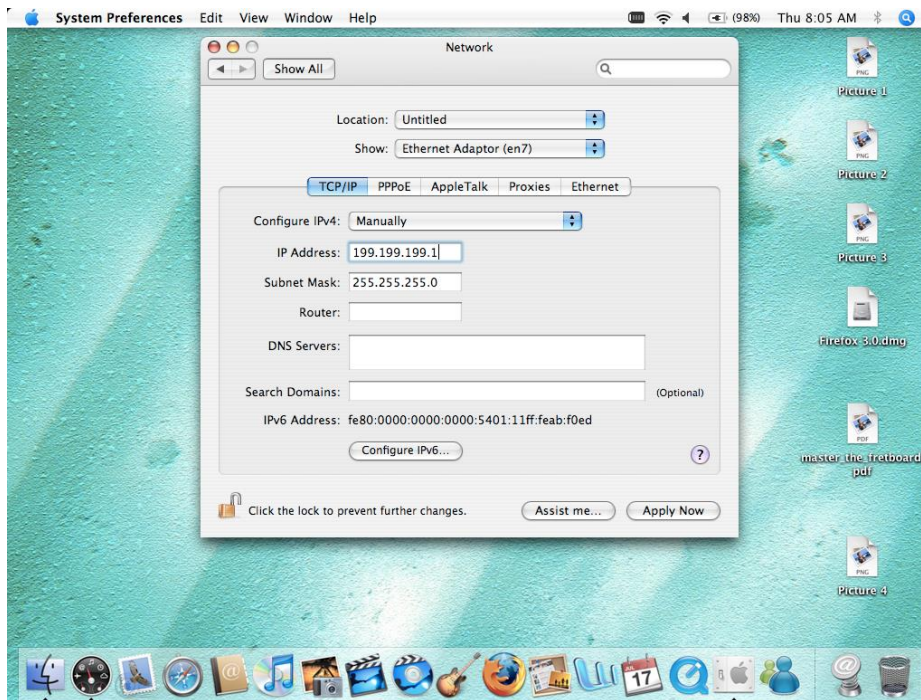 System Preferences Edit View Window Help (98%) Thu 8:05 AM
Network
Show All
Location: Untitled
Show: Ethernet Adaptor (en7)
TCP/IP PPPoE AppleTalk Proxies Ethernet
Configure IPv4: Manually
IP Address: 199.199.199.1
Subnet Mask: 255.255.255.0
Router:
DNS Servers:
Search Domains: (Optional)
IPv6 Address: fe80:0000:0000:0000:5401:11ff:feab:f0ed
Configure IPv6... ?
Click the lock to prevent further changes. Assist me... Apply Now
PNG
Picture 1
PNG
Picture 2
PNG
Picture 3
Firefox 3.0.dmg
PDF
master_the_fretboard
.pdf
PNG
Picture 4
JUL
17